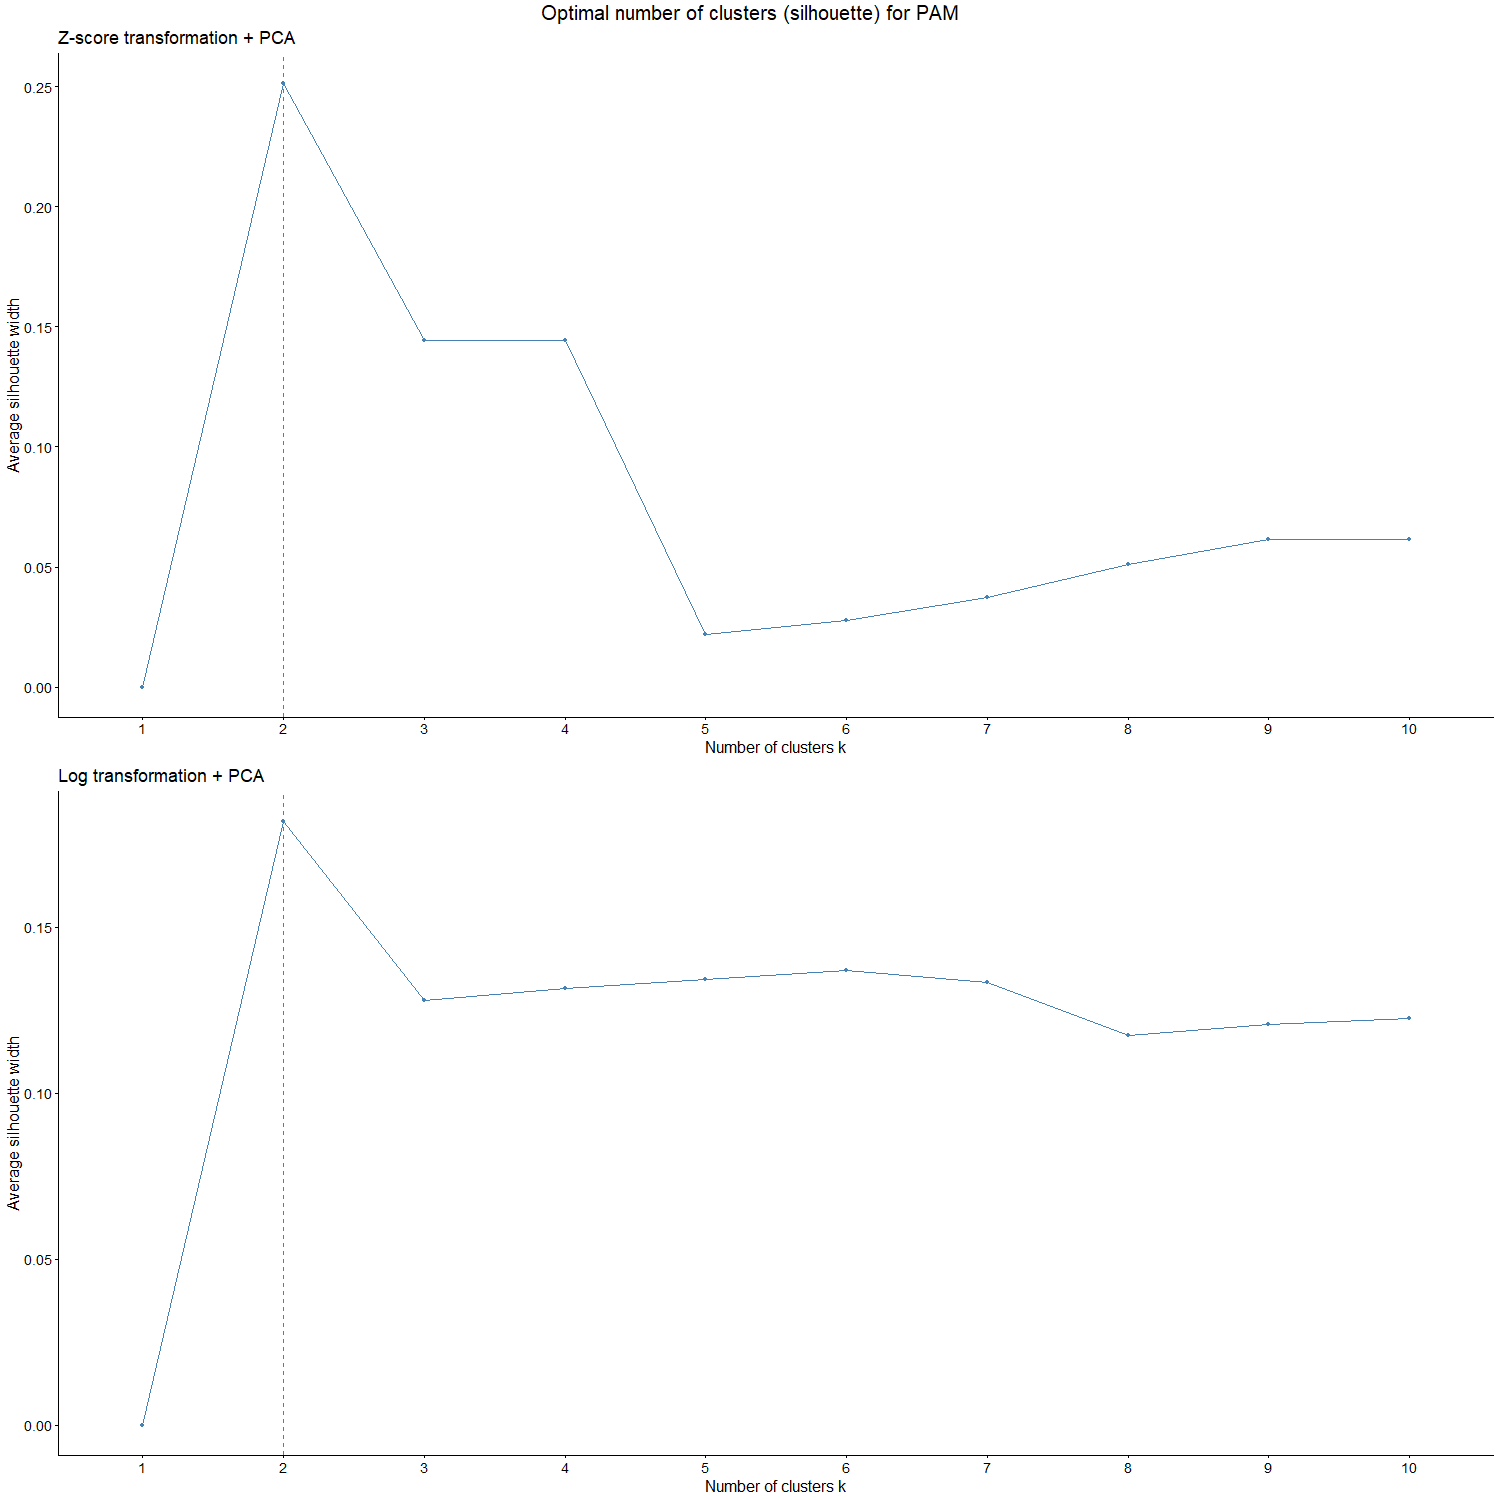 Optimal number of clusters (silhouette) for PAM
Z-score transformation + PCA
Average silhouette width
0.25
0.20
0.15
0.10
0.05
0.00
1 2 3 4 5 6 7 8 9 10
Number of clusters k
Log transformation + PCA
Average silhouette width
0.15
0.10
0.05
0.00
1 2 3 4 5 6 7 8 9 10
Number of clusters k